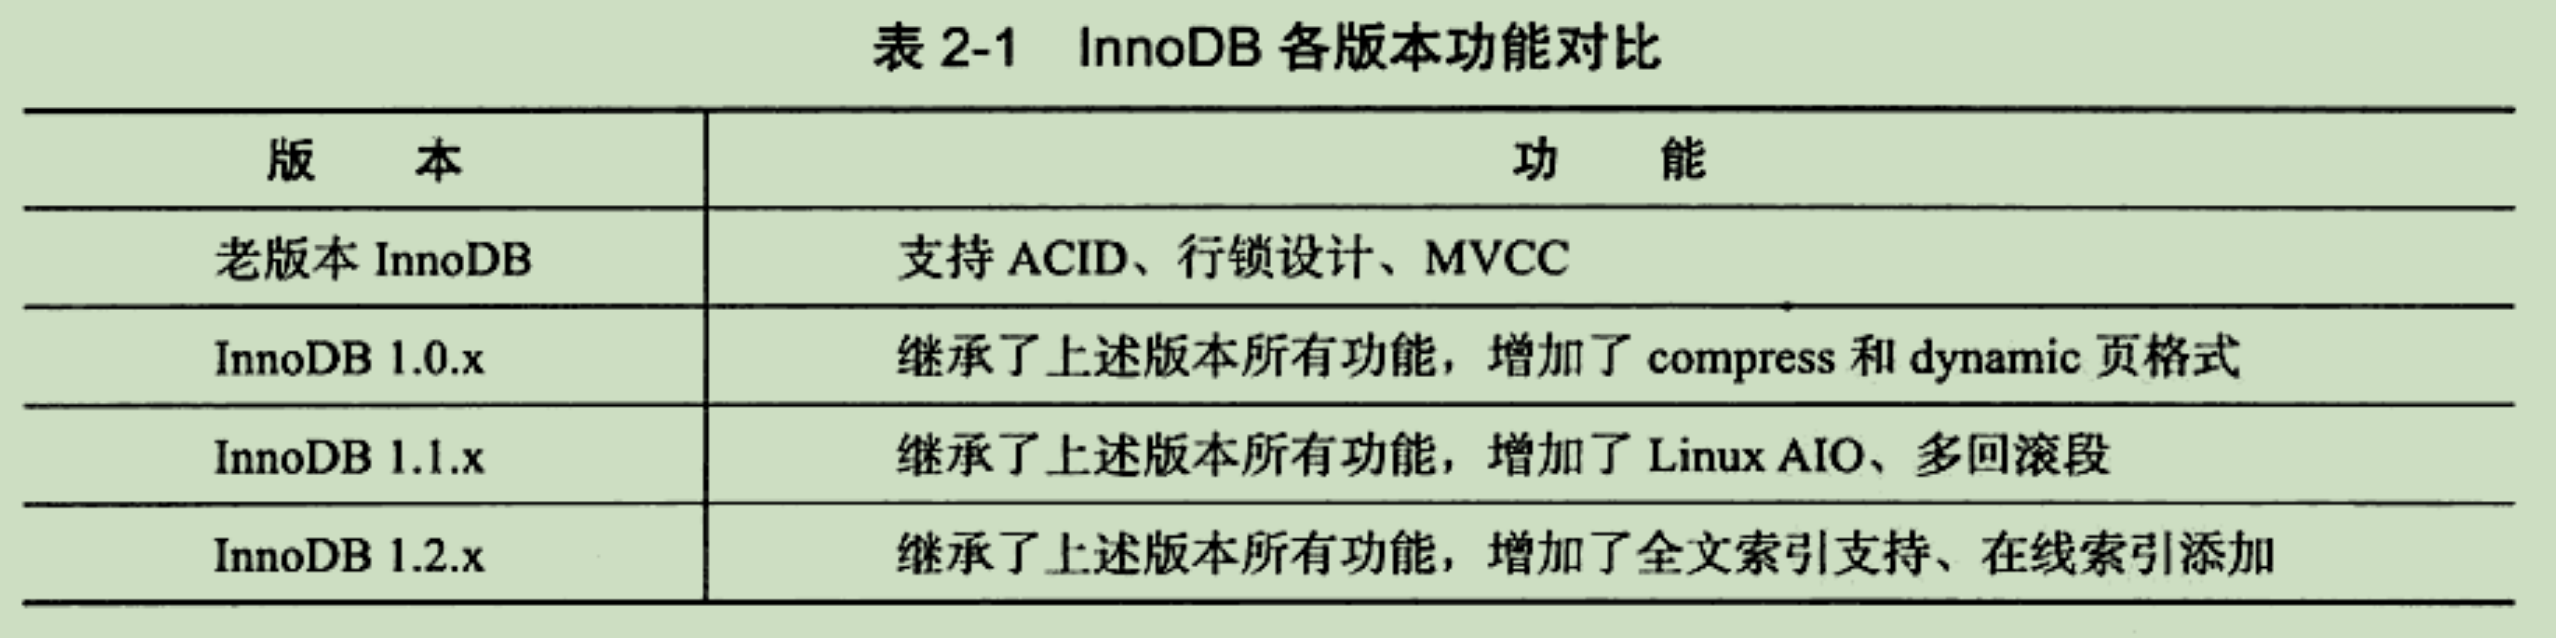 表 2-1 InnoDB 各版本功能对比
版 本 功 能
老版本 InnoDB 支持 ACID、行锁设计、MVCC
InnoDB 1.0.x 继承了上述版本所有功能，增加了 compress 和 dynamic 页格式
InnoDB 1.1.x 继承了上述版本所有功能，增加了 Linux AIO、多回滚段
InnoDB 1.2.x 继承了上述版本所有功能，增加了全文索引支持、在线索引添加